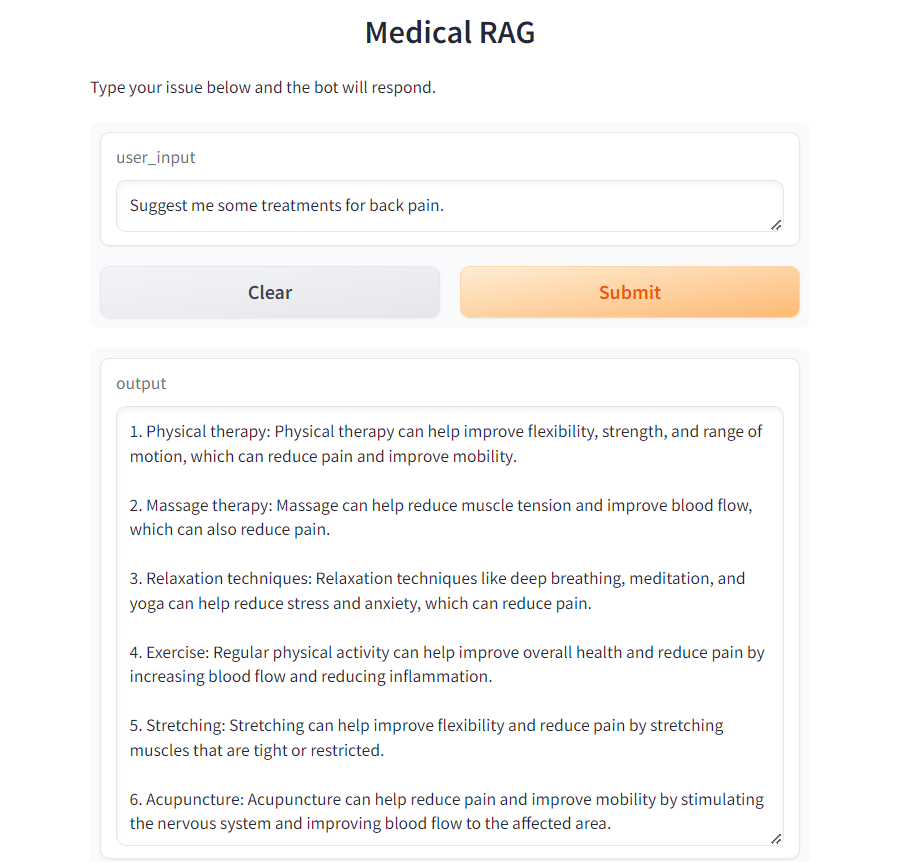 Medical RAG
Type your issue below and the bot will respond.
user_input
Suggest me some treatments for back pain.
Clear
Submit
output
1. Physical therapy: Physical therapy can help improve flexibility, strength, and range of
motion, which can reduce pain and improve mobility.
2. Massage therapy: Massage can help reduce muscle tension and improve blood flow,
which can also reduce pain.
3. Relaxation techniques: Relaxation techniques like deep breathing, meditation, and
yoga can help reduce stress and anxiety, which can reduce pain.
4. Exercise: Regular physical activity can help improve overall health and reduce pain by
increasing blood flow and reducing inflammation.
5. Stretching: Stretching can help improve flexibility and reduce pain by stretching
muscles that are tight or restricted.
6. Acupuncture: Acupuncture can help reduce pain and improve mobility by stimulating
the nervous system and improving blood flow to the affected area.